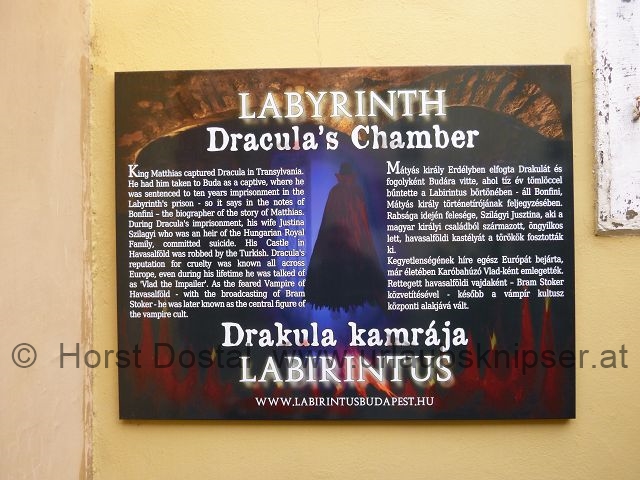 LABYRINTH
Dracula's Chamber
King Matthias captured Dracula in Transylvania.
He had him taken to Buda as a captive, where he
was sentenced to ten years imprisonment in the
Labyrinth's prison - so it says in the notes of
Bonfini – the biographer of the story of Matthias.
During Dracula's imprisonment, his wife Justina
Szilagyi who was an heir of the Hungarian Royal
Family, committed suicide. His Castle in
Havasalföld was robbed by the Turkish. Dracula's
reputation for cruelty was known all across
Europe, even during his lifetime he was talked of
as 'Vlad the Impailer'. As the feared Vampire of
Havasalföld - with the broadcasting of Bram
Stoker - he was later known as the central figure of
the vampire cult.
Mátyás király Erdélyben elfogta Drakulát és
fogolyként Budára vitte, ahol tíz év tömlöccel
büntette a Labirintus börtönében - áll Bonfini,
Mátyás király történetírójának feljegyzésében.
Rabsága idején felesége, Szilágyi Jusztina, aki a
magyar királyi családból származott, öngyilkos
lett, havasalföldi kastélyát a törökök fosztották
ki.
Kegyetlenségének híre egész Európát bejárta,
már életében Karóbahúzó Vlad-ként emlegették.
Rettegett havasalföldi vajdaként – Bram Stoker
közvetítésével - később a vámpír kultusz
központi alakjává vált.
Drakula kamrája
LABIRINTUS
WWW.LABIRINTUSBUDAPEST.HU
© Horst Dostal, www.urlaubsknipser.at